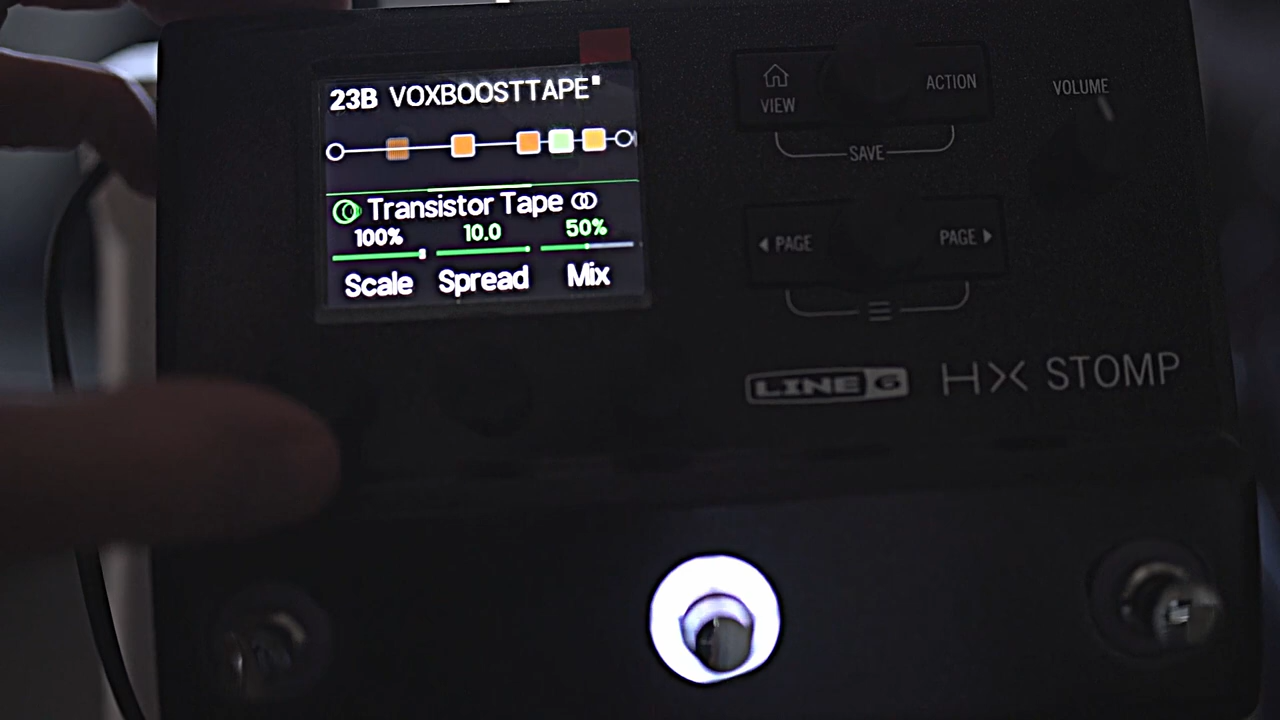 23B VOXBOOSTTAPE
Transistor Tape
100% 10.0 50%
Scale Spread Mix
VIEW ACTION
SAVE
VOLUME
PAGE PAGE
LINE 6 HX STOMP